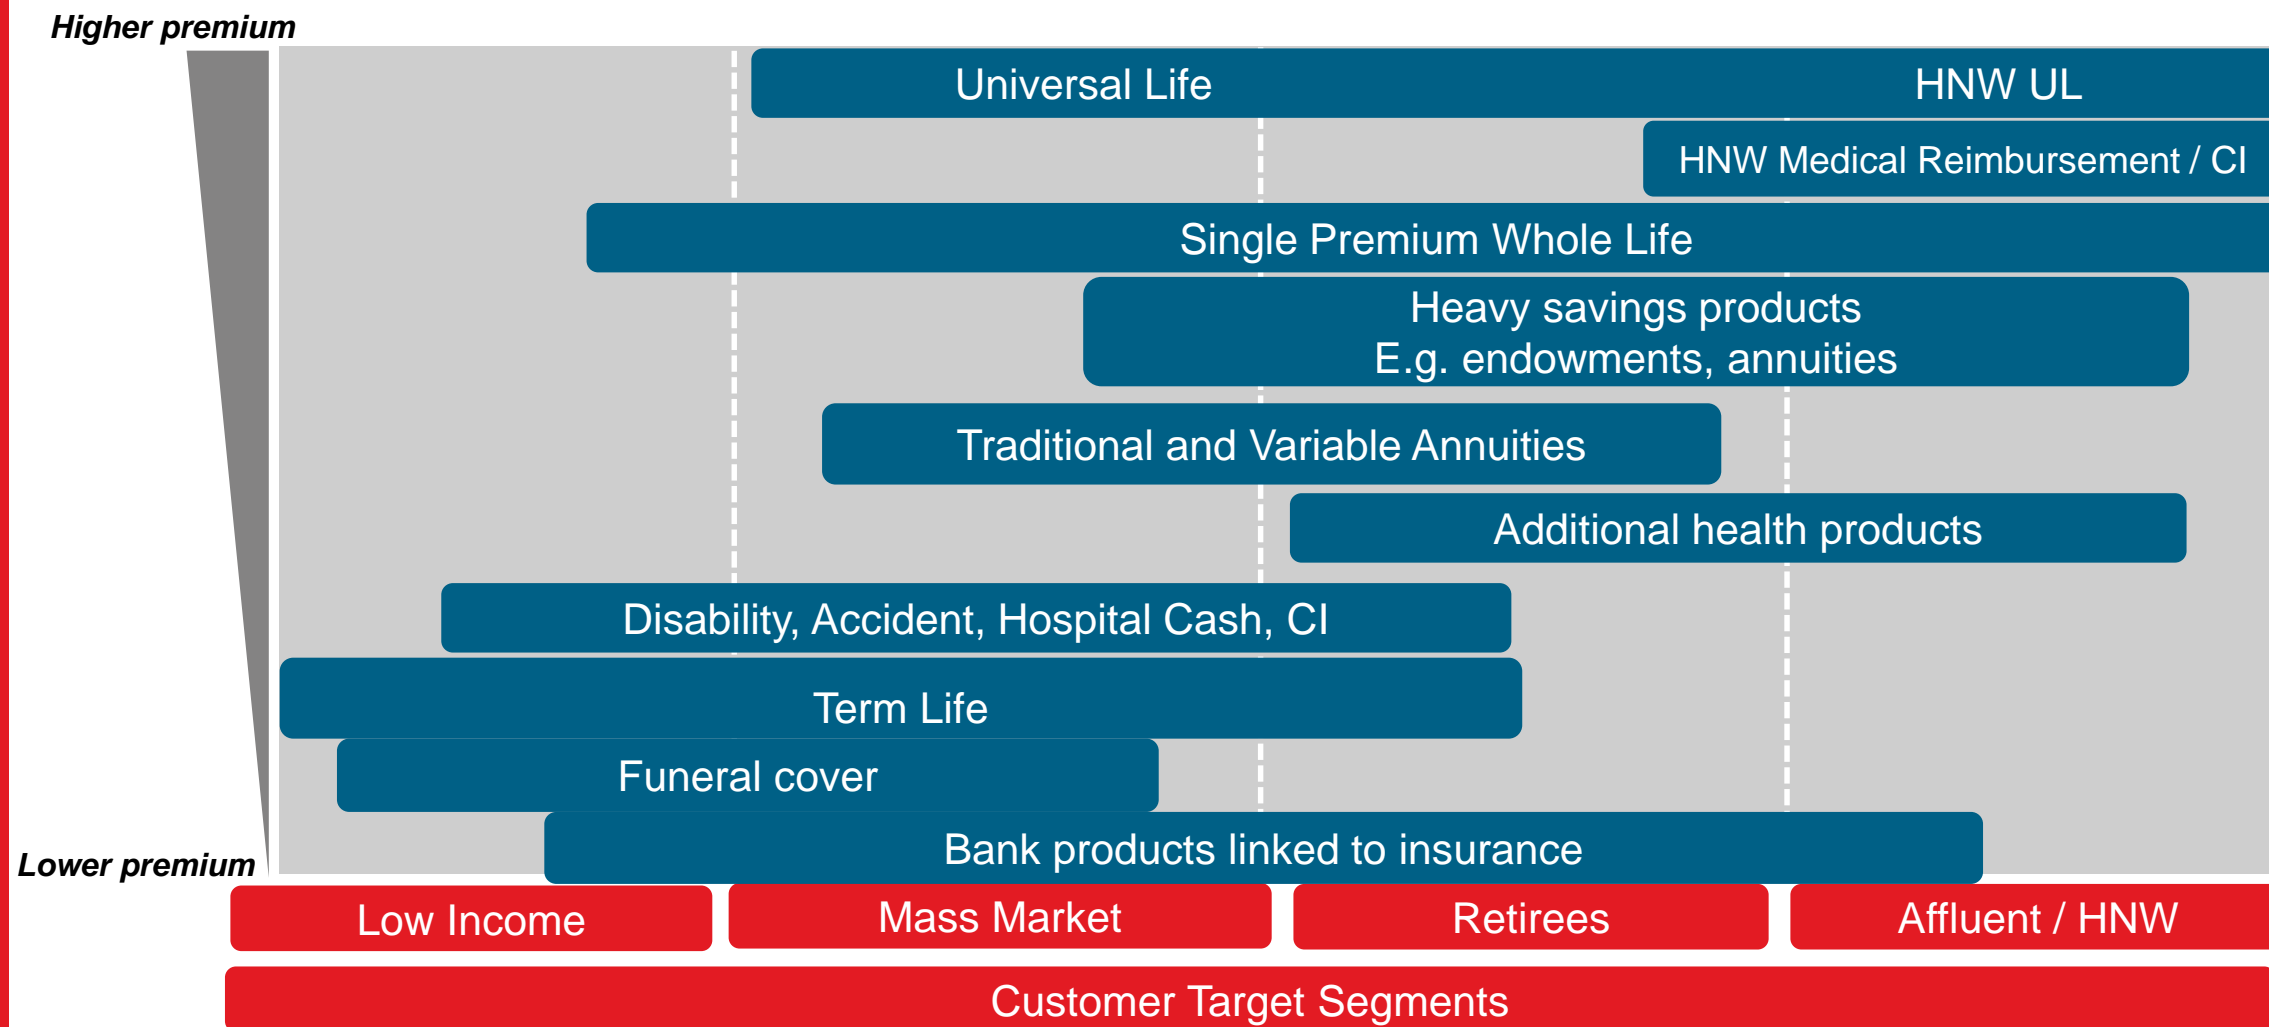 Higher premium
Universal Life
HNW UL
HNW Medical Reimbursement / CI
Single Premium Whole Life
Heavy savings products
E.g. endowments, annuities
Traditional and Variable Annuities
Additional health products
Disability, Accident, Hospital Cash, CI
Term Life
Funeral cover
Bank products linked to insurance
Lower premium
Low Income
Mass Market
Retirees
Affluent / HNW
Customer Target Segments